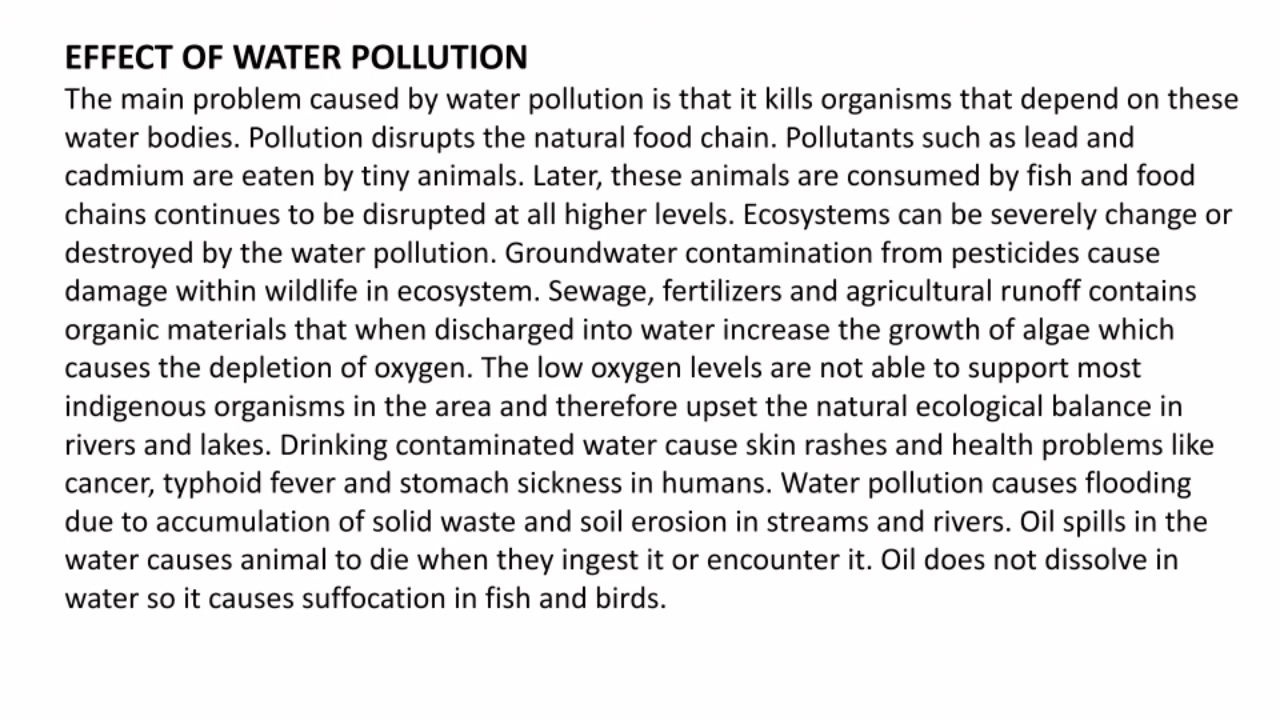 EFFECT OF WATER POLLUTION
The main problem caused by water pollution is that it kills organisms that depend on these
water bodies. Pollution disrupts the natural food chain. Pollutants such as lead and
cadmium are eaten by tiny animals. Later, these animals are consumed by fish and food
chains continues to be disrupted at all higher levels. Ecosystems can be severely change or
destroyed by the water pollution. Groundwater contamination from pesticides cause
damage within wildlife in ecosystem. Sewage, fertilizers and agricultural runoff contains
organic materials that when discharged into water increase the growth of algae which
causes the depletion of oxygen. The low oxygen levels are not able to support most
indigenous organisms in the area and therefore upset the natural ecological balance in
rivers and lakes. Drinking contaminated water cause skin rashes and health problems like
cancer, typhoid fever and stomach sickness in humans. Water pollution causes flooding
due to accumulation of solid waste and soil erosion in streams and rivers. Oil spills in the
water causes animal to die when they ingest it or encounter it. Oil does not dissolve in
water so it causes suffocation in fish and birds.